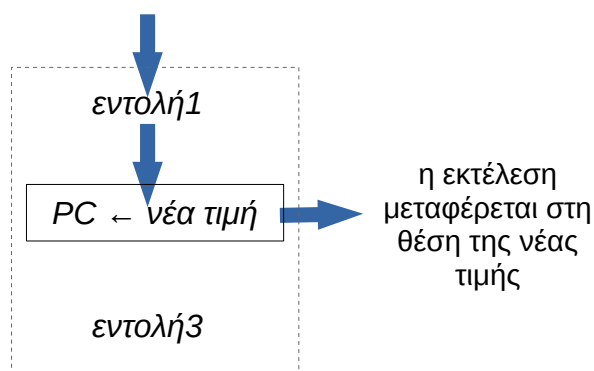 εντολή1
PC ← νέα τιμή
η εκτέλεση
μεταφέρεται στη
θέση της νέας
τιμής
εντολή3